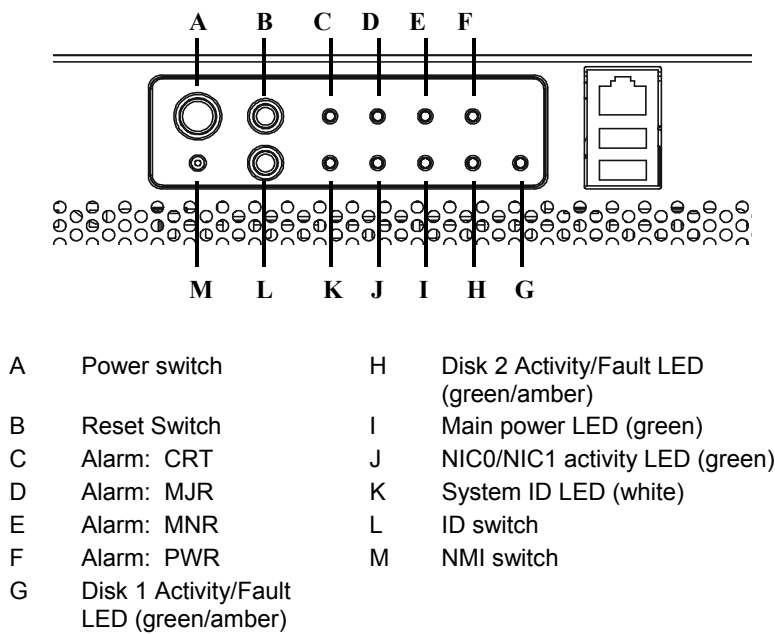 A B C D E F
M L K J I H G
A Power switch H Disk 2 Activity/Fault LED
(green/amber)
B Reset Switch I Main power LED (green)
C Alarm: CRT J NIC0/NIC1 activity LED (green)
D Alarm: MJR K System ID LED (white)
E Alarm: MNR L ID switch
F Alarm: PWR M NMI switch
G Disk 1 Activity/Fault
LED (green/amber)